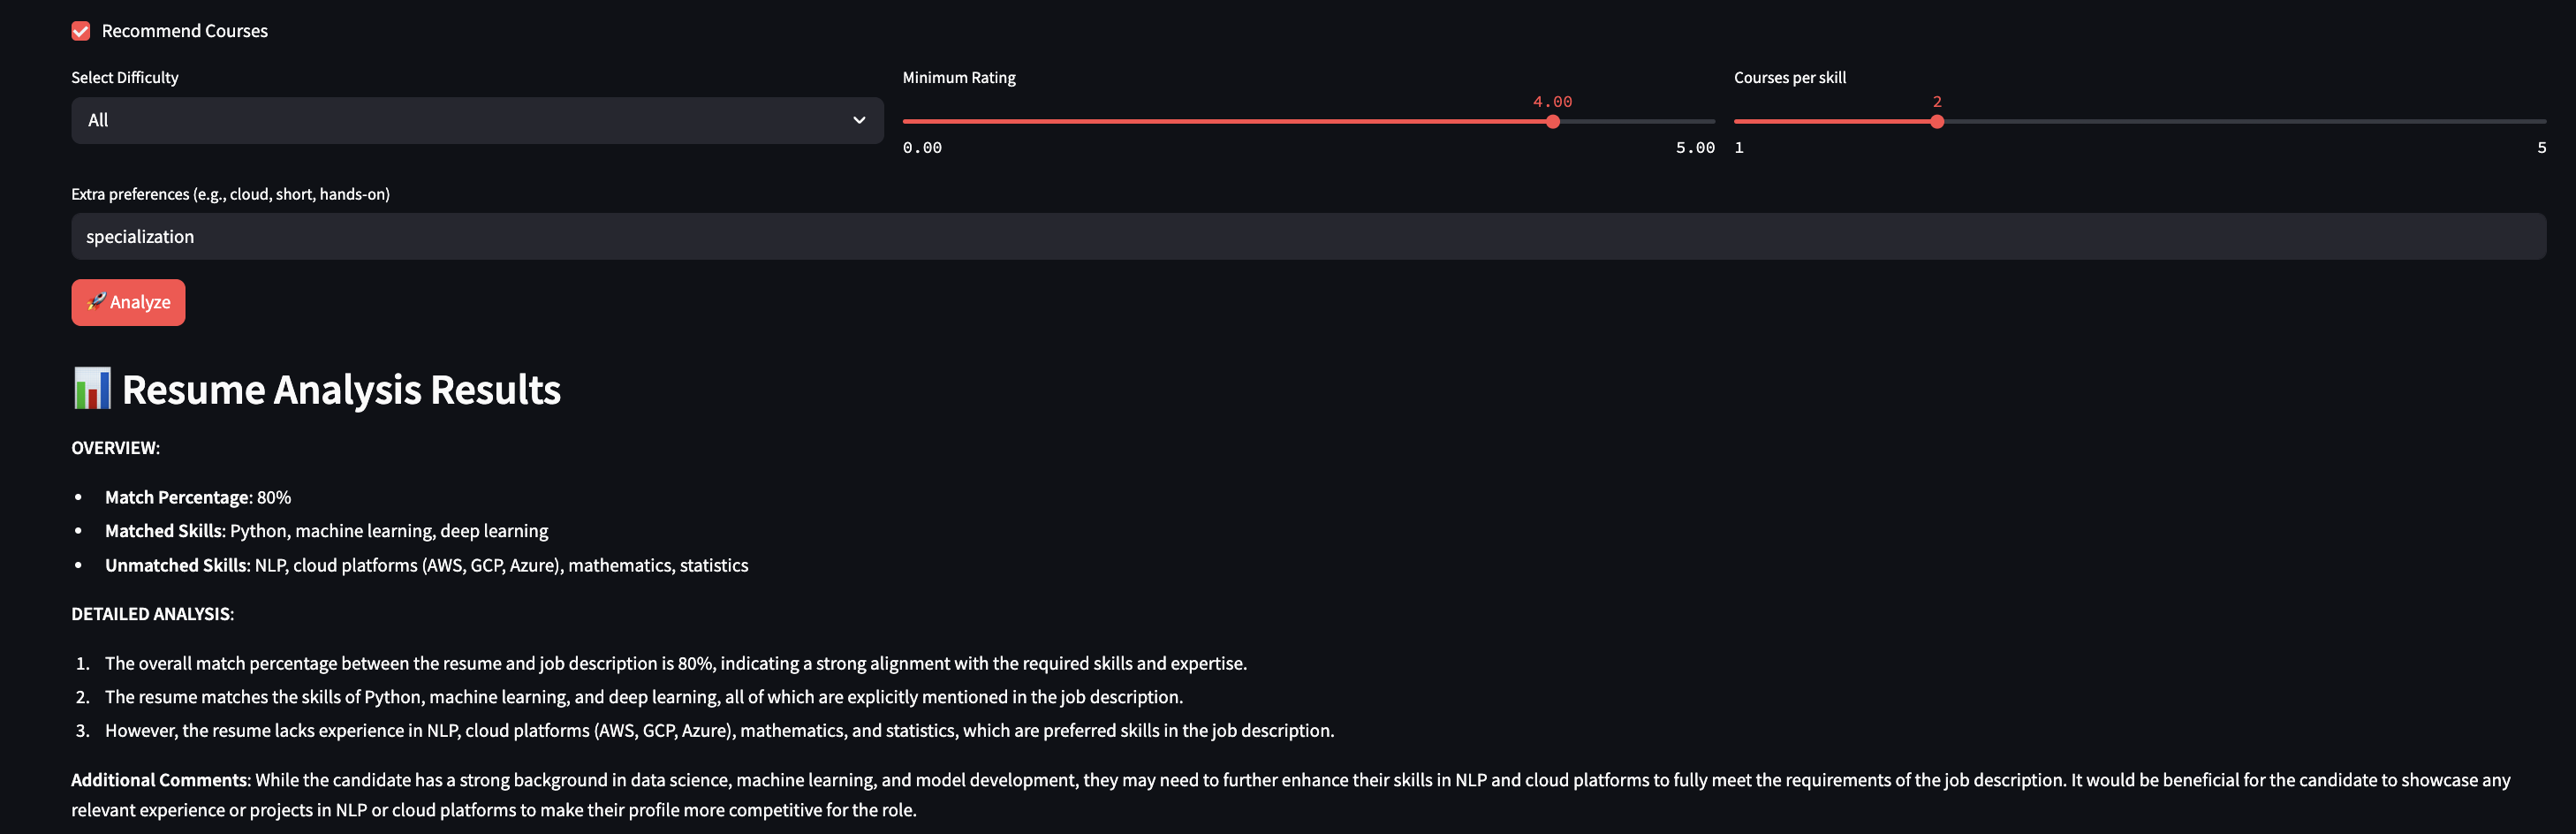 Recommend Courses
Select Difficulty
All
Minimum Rating
4.00
0.00
5.00
Courses per skill
2
1
5
Extra preferences (e.g., cloud, short, hands-on)
specialization
🚀 Analyze
📊 Resume Analysis Results
OVERVIEW:
• Match Percentage: 80%
• Matched Skills: Python, machine learning, deep learning
• Unmatched Skills: NLP, cloud platforms (AWS, GCP, Azure), mathematics, statistics
DETAILED ANALYSIS:
1. The overall match percentage between the resume and job description is 80%, indicating a strong alignment with the required skills and expertise.
2. The resume matches the skills of Python, machine learning, and deep learning, all of which are explicitly mentioned in the job description.
3. However, the resume lacks experience in NLP, cloud platforms (AWS, GCP, Azure), mathematics, and statistics, which are preferred skills in the job description.
Additional Comments: While the candidate has a strong background in data science, machine learning, and model development, they may need to further enhance their skills in NLP and cloud platforms to fully meet the requirements of the job description. It would be beneficial for the candidate to showcase any
relevant experience or projects in NLP or cloud platforms to make their profile more competitive for the role.